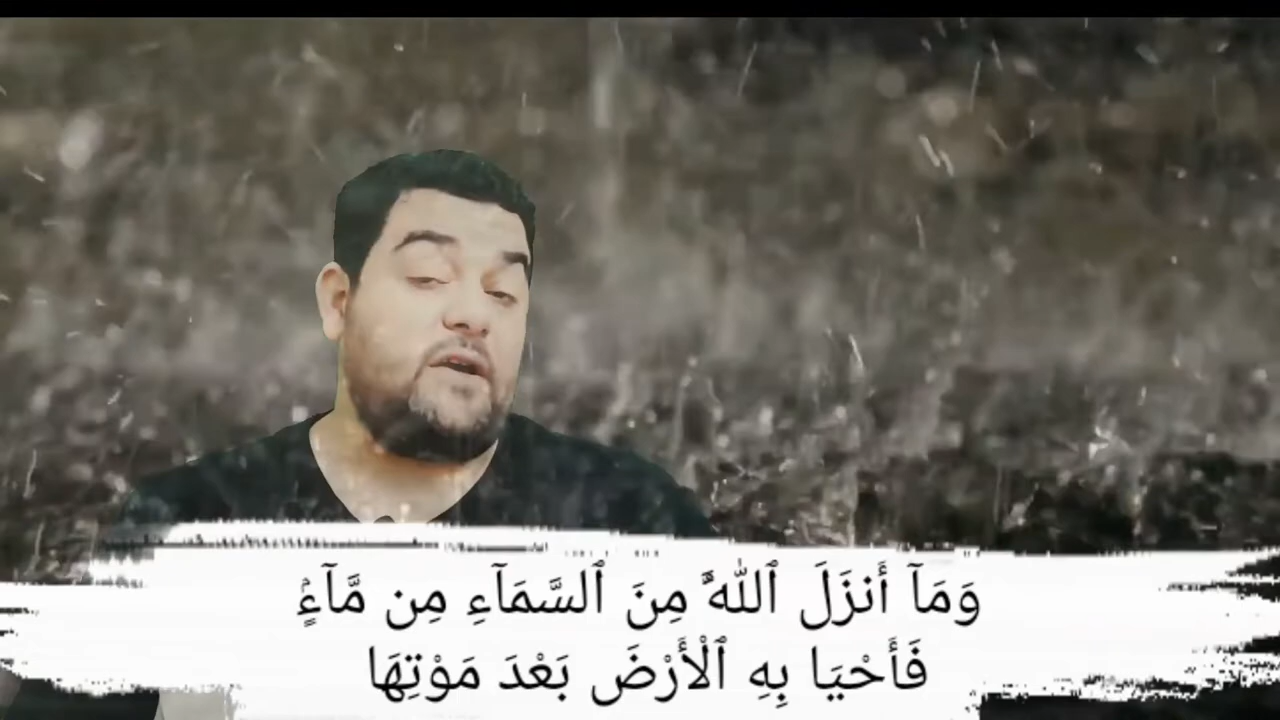 وَمَآ أَنزَلَ ٱللَّهُ مِنَ ٱلسَّمَآءِ مِن مَّآءٍۢ
فَأَحْيَا بِهِ ٱلْأَرْضَ بَعْدَ مَوْتِهَا